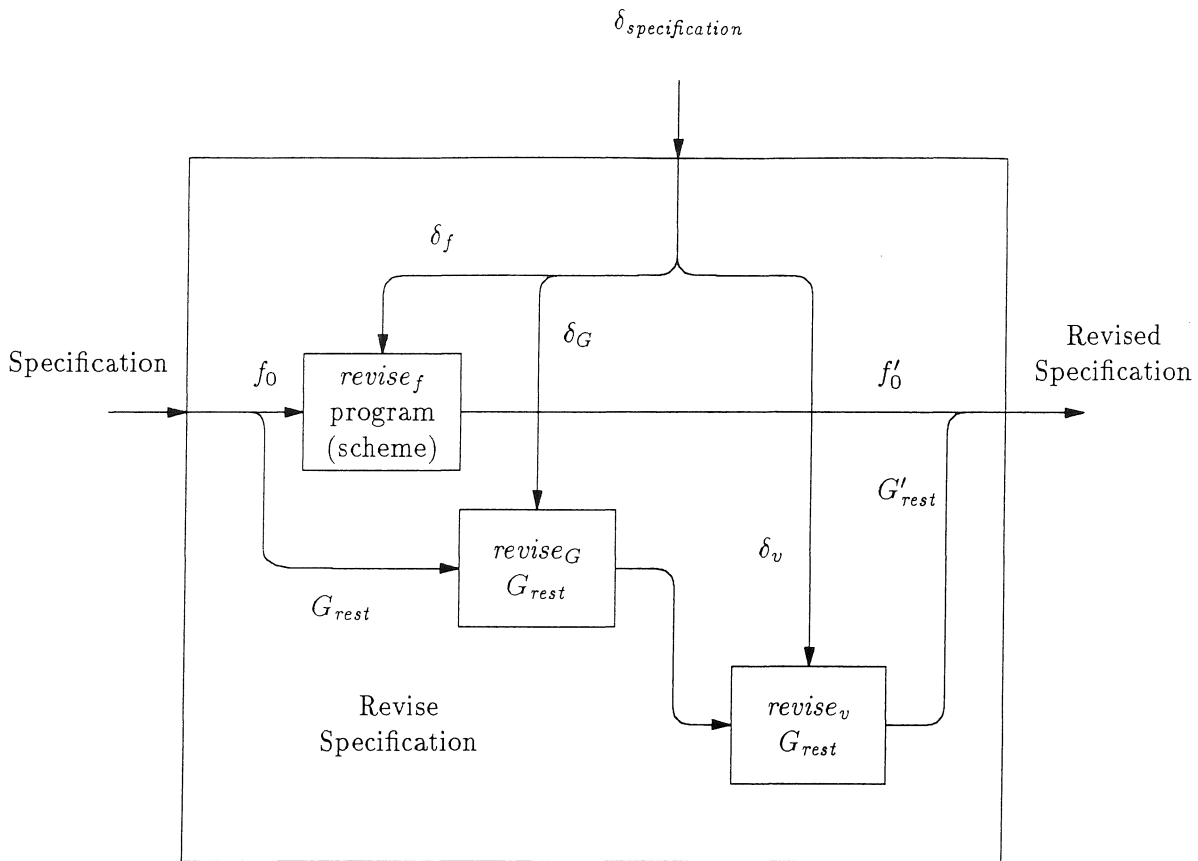 δ_specification
δ_f
δ_G
Specification
f_0
revise_f
program
(scheme)
f'_0
Revised
Specification
G_rest
revise_G
G_rest
δ_v
G'_rest
Revise
Specification
revise_v
G_rest